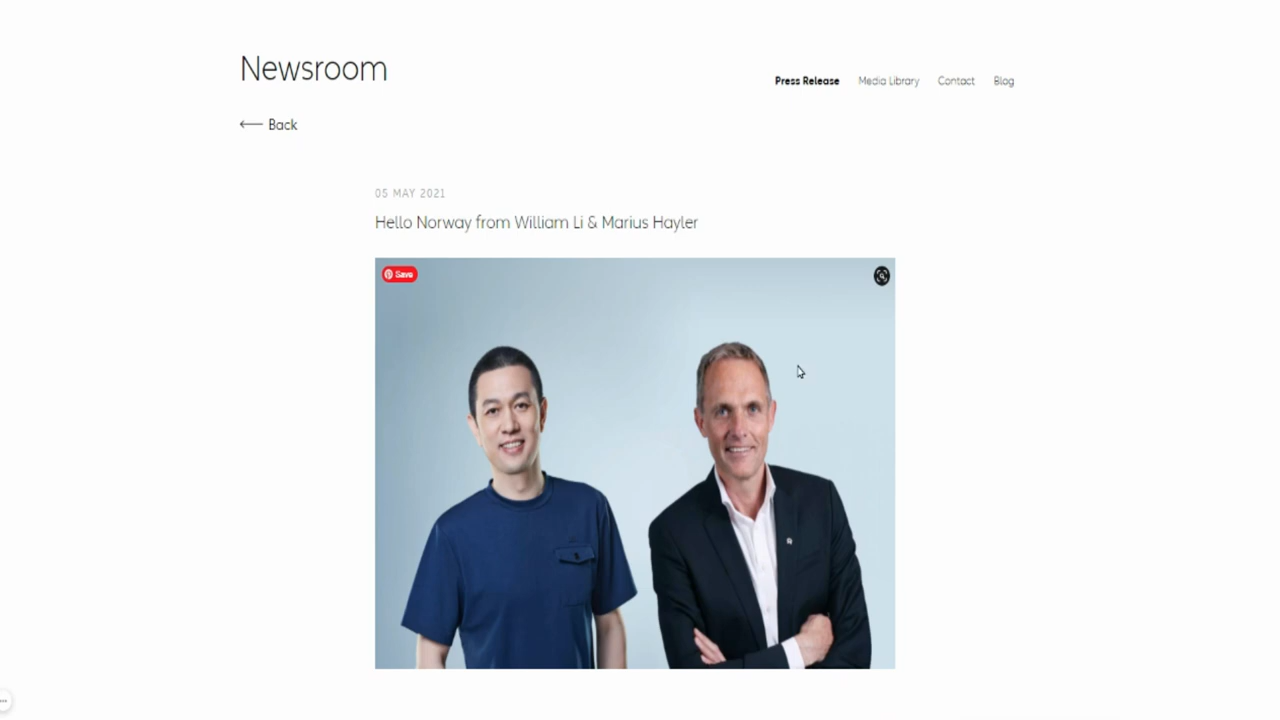 Newsroom
Press Release Media Library Contact Blog
Back
05 MAY 2021
Hello Norway from William Li & Marius Hayler
Save